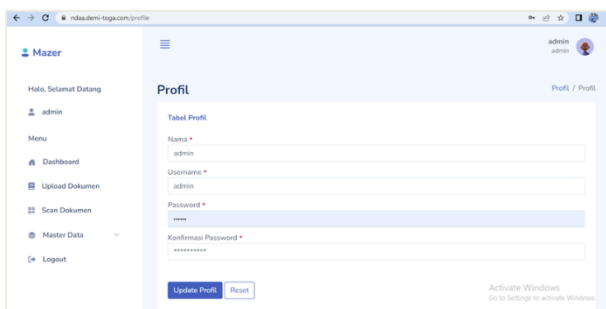 ndaa.demi-toga.com/profile
Mazer
admin
admin
Halo, Selamat Datang
admin
Menu
Dashboard
Upload Dokumen
Scan Dokumen
Master Data
Logout
Profil
Profil / Profil
Tabel Profil
Nama *
admin
Username *
admin
Password *
Konfirmasi Password *
**********
Update Profil
Reset
Activate Windows
Go to Settings to activate Windows.